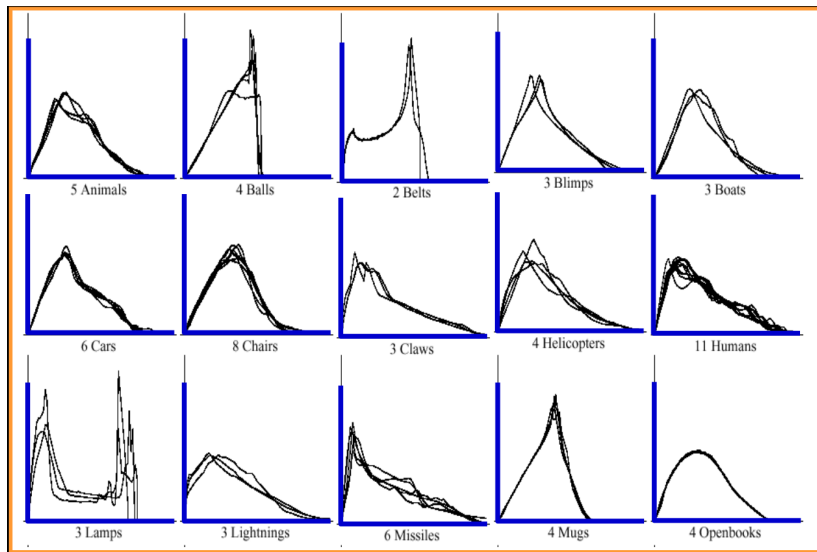 5 Animals
4 Balls
2 Belts
3 Blimps
3 Boats
6 Cars
8 Chairs
3 Claws
4 Helicopters
11 Humans
3 Lamps
3 Lightnings
6 Missiles
4 Mugs
4 Openbooks